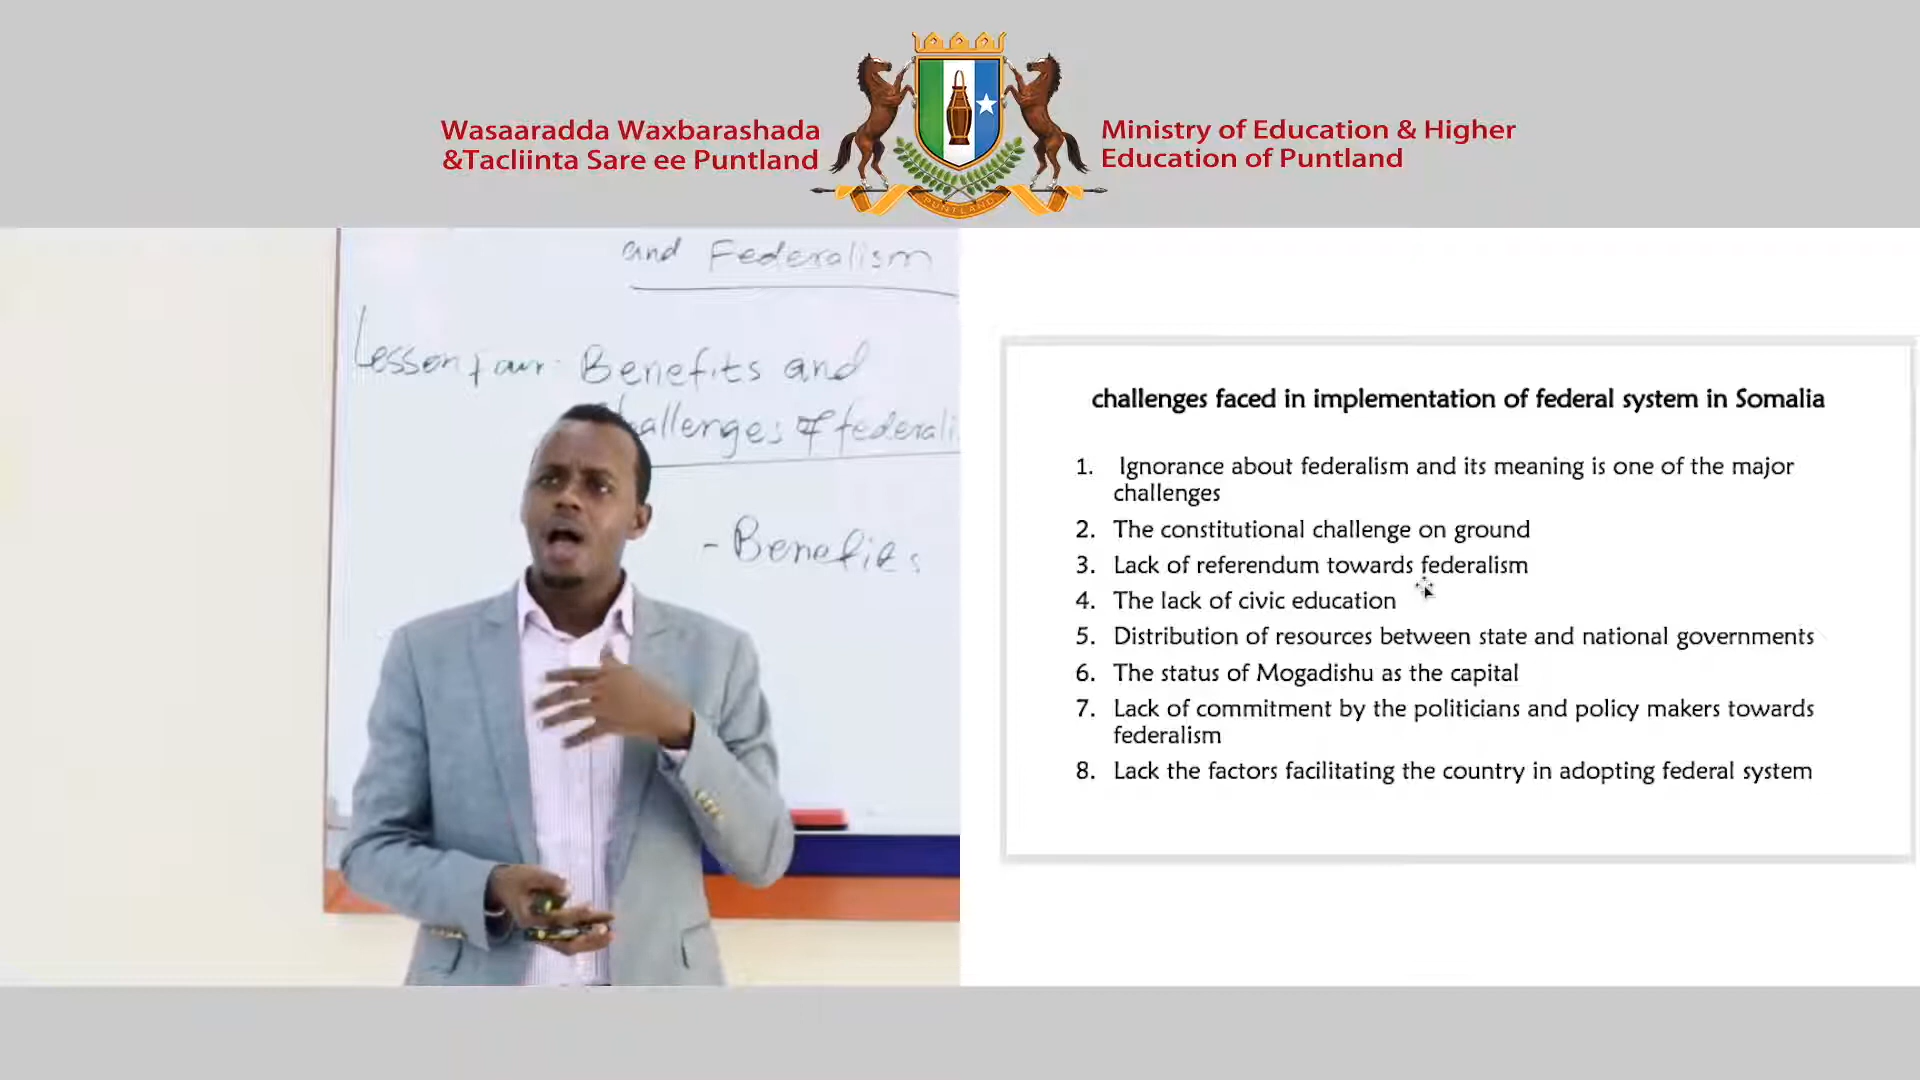 Wasaaradda Waxbarashada
&Tacliinta Sare ee Puntland
PUNTLAND
Ministry of Education & Higher
Education of Puntland
and Federalism
Lesson four: Benefits and
challenges of federali
- Benefits
challenges faced in implementation of federal system in Somalia
1. Ignorance about federalism and its meaning is one of the major
challenges
2. The constitutional challenge on ground
3. Lack of referendum towards federalism
4. The lack of civic education
5. Distribution of resources between state and national governments
6. The status of Mogadishu as the capital
7. Lack of commitment by the politicians and policy makers towards
federalism
8. Lack the factors facilitating the country in adopting federal system